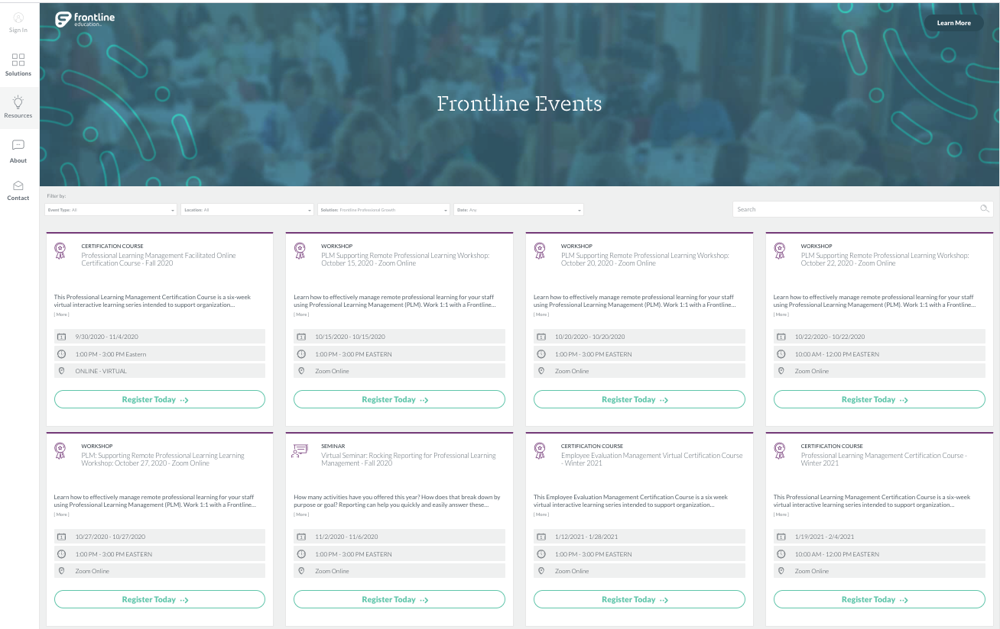 Sign In
Solutions
Resources
About
Contact
frontline
education™
Learn More
Frontline Events
Filter by:
Event Type: All
Location: All
Solution: Frontline Professional Growth
Date: Any
Search
CERTIFICATION COURSE
Professional Learning Management Facilitated Online
Certification Course - Fall 2020
This Professional Learning Management Certification Course is a six-week
virtual interactive learning series intended to support organization...
[ More ]
9/30/2020 - 11/4/2020
1:00 PM - 3:00 PM Eastern
ONLINE - VIRTUAL
Register Today
WORKSHOP
PLM Supporting Remote Professional Learning Workshop:
October 15, 2020 - Zoom Online
Learn how to effectively manage remote professional learning for your staff
using Professional Learning Management (PLM). Work 1:1 with a Frontline...
[ More ]
10/15/2020 - 10/15/2020
1:00 PM - 3:00 PM EASTERN
Zoom Online
Register Today
WORKSHOP
PLM Supporting Remote Professional Learning Workshop:
October 20, 2020 - Zoom Online
Learn how to effectively manage remote professional learning for your staff
using Professional Learning Management (PLM). Work 1:1 with a Frontline...
[ More ]
10/20/2020 - 10/20/2020
1:00 PM - 3:00 PM EASTERN
Zoom Online
Register Today
WORKSHOP
PLM Supporting Remote Professional Learning Workshop:
October 22, 2020 - Zoom Online
Learn how to effectively manage remote professional learning for your staff
using Professional Learning Management (PLM). Work 1:1 with a Frontline...
[ More ]
10/22/2020 - 10/22/2020
10:00 AM - 12:00 PM EASTERN
Zoom Online
Register Today
WORKSHOP
PLM: Supporting Remote Professional Learning Learning
Workshop: October 27, 2020 - Zoom Online
Learn how to effectively manage remote professional learning for your staff
using Professional Learning Management (PLM). Work 1:1 with a Frontline...
[ More ]
10/27/2020 - 10/27/2020
1:00 PM - 3:00 PM EASTERN
Zoom Online
Register Today
SEMINAR
Virtual Seminar: Rocking Reporting for Professional Learning
Management - Fall 2020
How many activities have you offered this year? How does that break down by
purpose or goal? Reporting can help you quickly and easily answer these...
[ More ]
11/2/2020 - 11/6/2020
1:00 PM - 3:00 PM EASTERN
Zoom Online
Register Today
CERTIFICATION COURSE
Employee Evaluation Management Virtual Certification Course
- Winter 2021
This Employee Evaluation Management Certification Course is a six week
virtual interactive learning series intended to support organization...
[ More ]
1/12/2021 - 1/28/2021
1:00 PM - 3:00 PM EASTERN
Zoom Online
Register Today
CERTIFICATION COURSE
Professional Learning Management Certification Course -
Winter 2021
This Professional Learning Management Certification Course is a six-week
virtual interactive learning series intended to support organization...
[ More ]
1/19/2021 - 2/4/2021
10:00 AM - 12:00 PM EASTERN
Zoom Online
Register Today